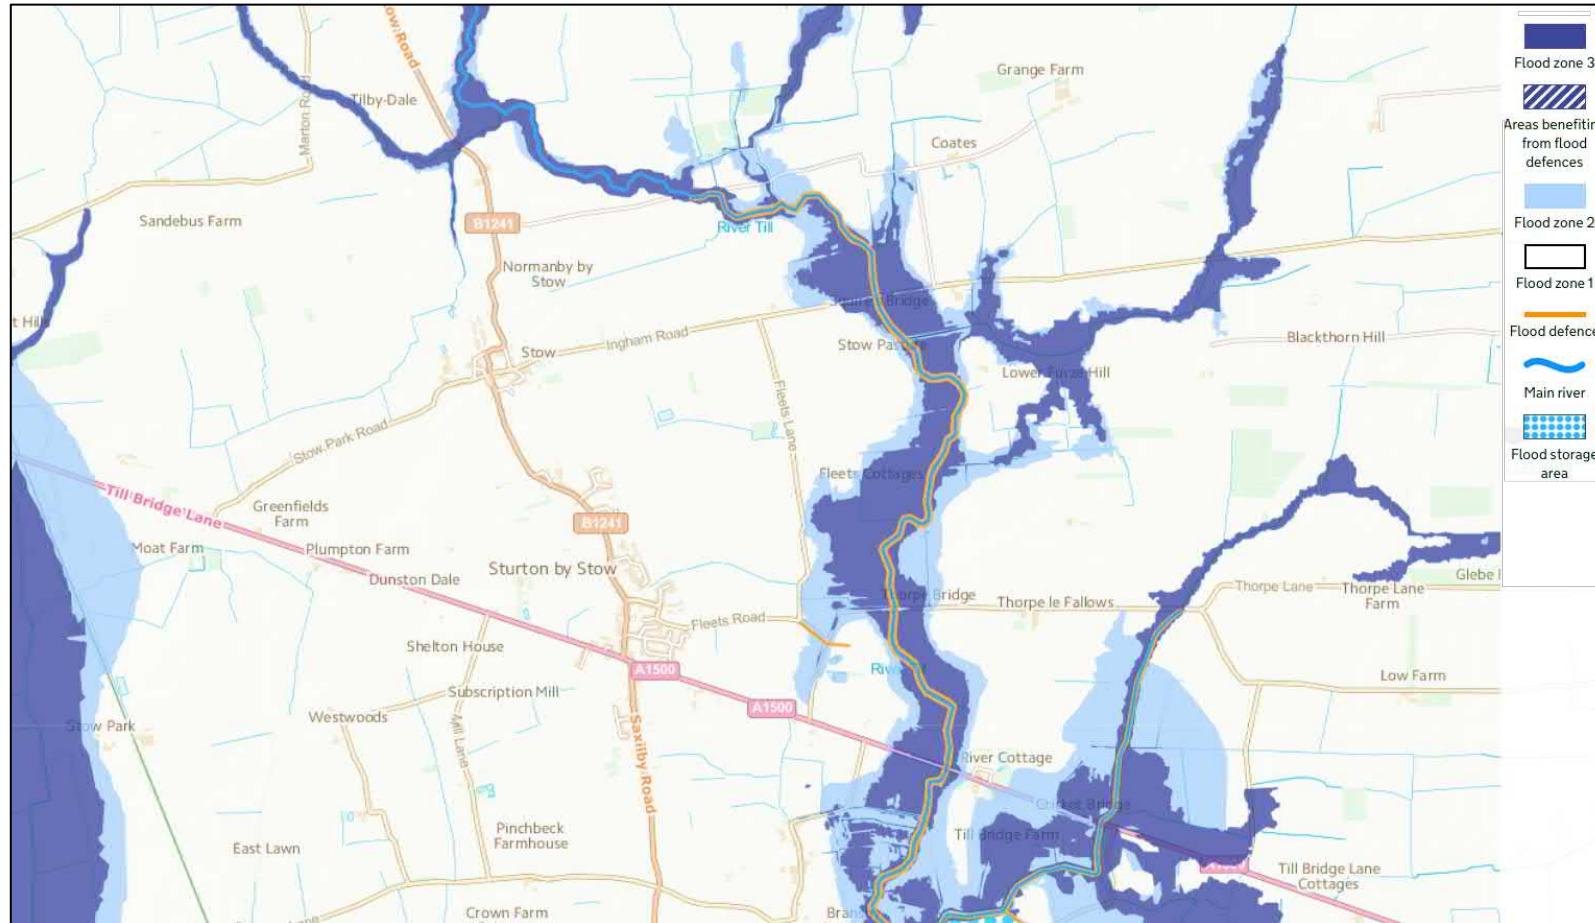 Marton Road
Tilby Dale
Grange Farm
Coates
Sandebus Farm
B1241
River Till
Normanby by
Stow
Ingham Road
Stow
Stow Park Road
Fleets Lane
Blackthorn Hill
Lower Furze Hill
Fleets Cottages
Till Bridge Lane
Greenfields
Farm
Moat Farm
Plumpton Farm
B1241
Sturton by Stow
Dunston Dale
Thorpe Bridge
Thorpe le Fallows
Thorpe Lane
Thorpe Lane
Farm
Fleets Road
Shelton House
A1500
Low Farm
Subscription Mill
A1500
Westwoods
Stow Park
Saxilby Road
River Cottage
Cricket Bridge
Till Bridge Farm
Pinchbeck
Farmhouse
East Lawn
Till Bridge Lane
Cottages
Crown Farm
Flood zone 3
Areas benefitin
from flood
defences
Flood zone 2
Flood zone 1
Flood defence
Main river
Flood storage
area